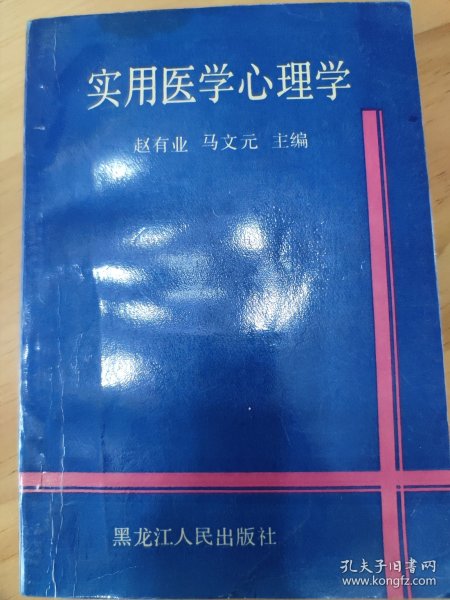 实用医学心理学
赵有业 马文元 主编
黑龙江人民出版社
孔夫子旧书网
www.kongfz.com